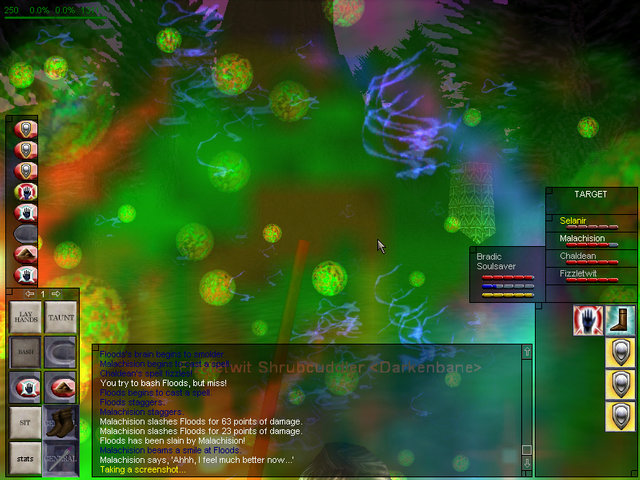 250 0.0% 0.0%
TARGET
Selanir
Malachision
Chaldean
Fizzletwit
Bradic
Soulsaver
1
LAY HANDS
TAUNT
BASH
SIT
stats
GENERAL
wit Shrubcuddler <Darkenbane>
Floods's brain begins to smolder.
Malachision begins to cast a spell.
Chaldean's spell fizzles!
You try to bash Floods, but miss!
Floods begins to cast a spell.
Floods staggers.
Malachision staggers.
Malachision slashes Floods for 63 points of damage.
Malachision slashes Floods for 23 points of damage.
Floods has been slain by Malachision!
Malachision beams a smile at Floods.
Malachision says, 'Ahhh, I feel much better now...'
Taking a screenshot...